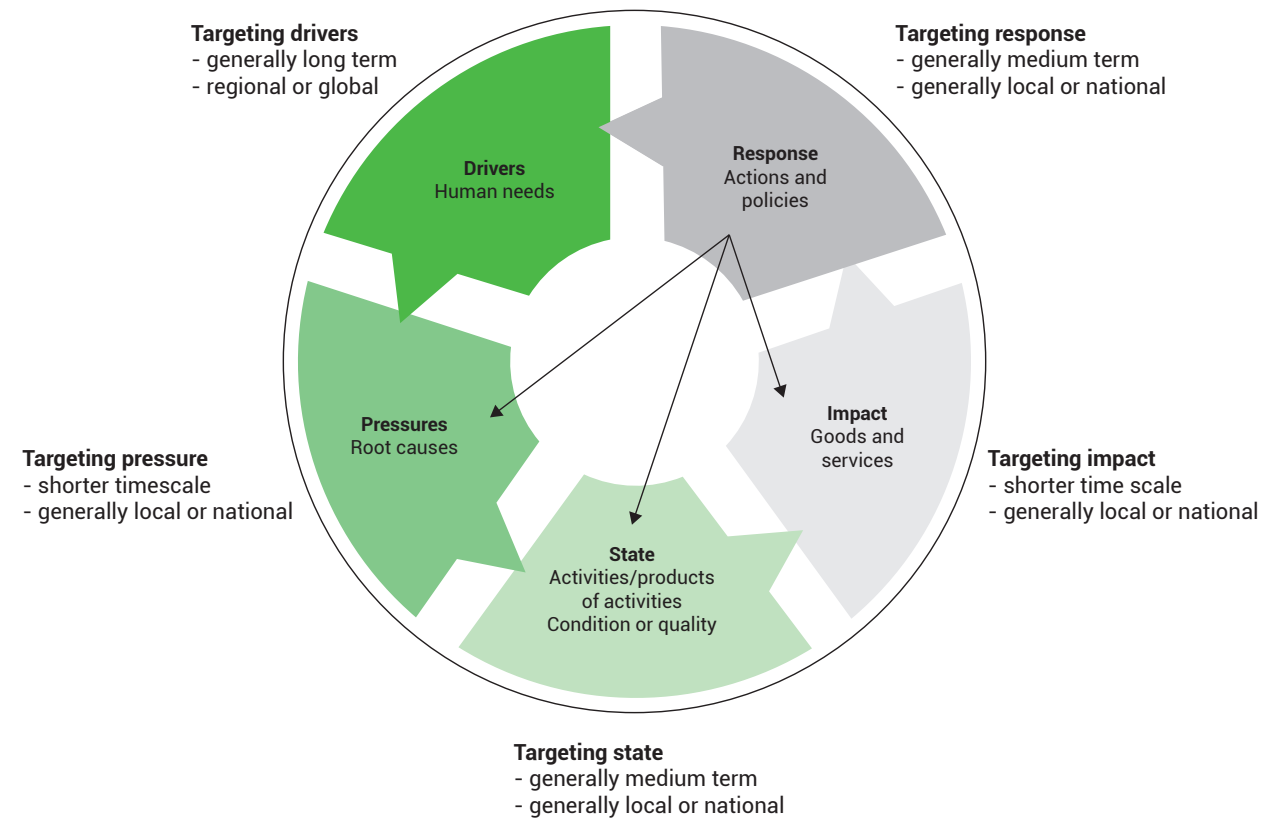 Targeting drivers
- generally long term
- regional or global
Targeting response
- generally medium term
- generally local or national
Drivers
Human needs
Response
Actions and
policies
Pressures
Root causes
Impact
Goods and
services
Targeting pressure
- shorter timescale
- generally local or national
Targeting impact
- shorter time scale
- generally local or national
State
Activities/products
of activities
Condition or quality
Targeting state
- generally medium term
- generally local or national